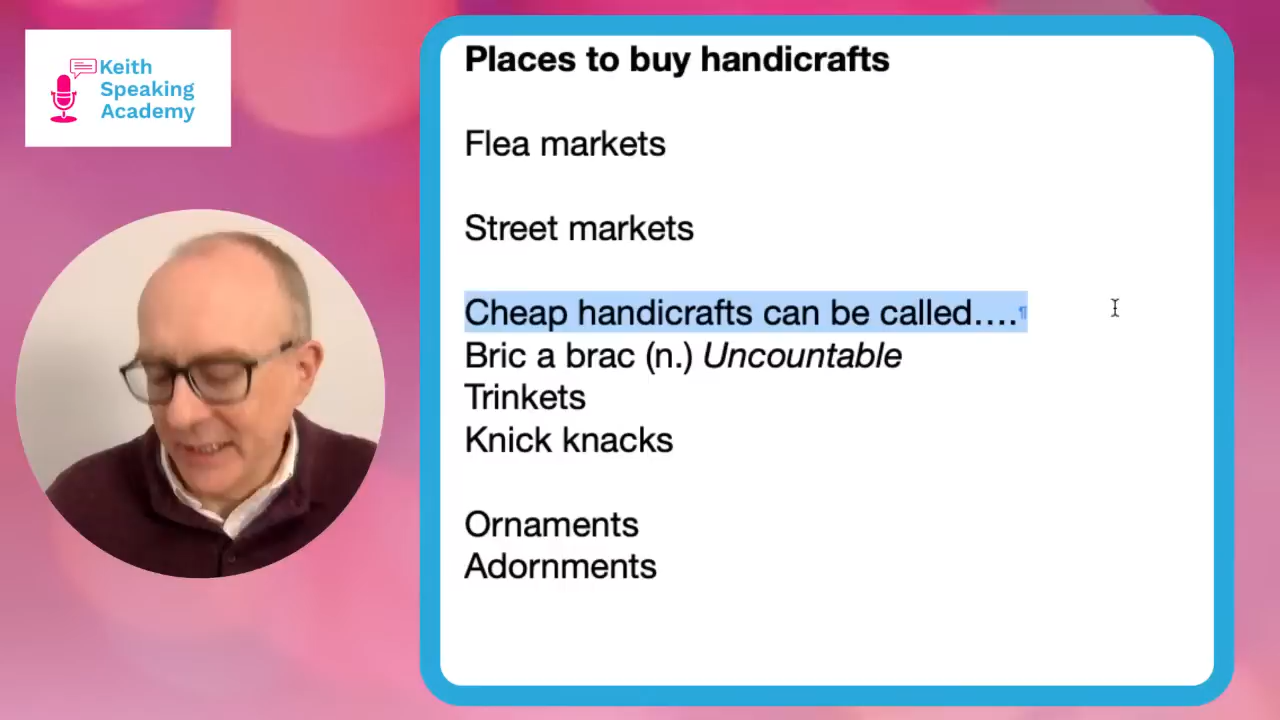 Keith
Speaking
Academy
Places to buy handicrafts
Flea markets
Street markets
Cheap handicrafts can be called….¶
Bric a brac (n.) Uncountable
Trinkets
Knick knacks
Ornaments
Adornments